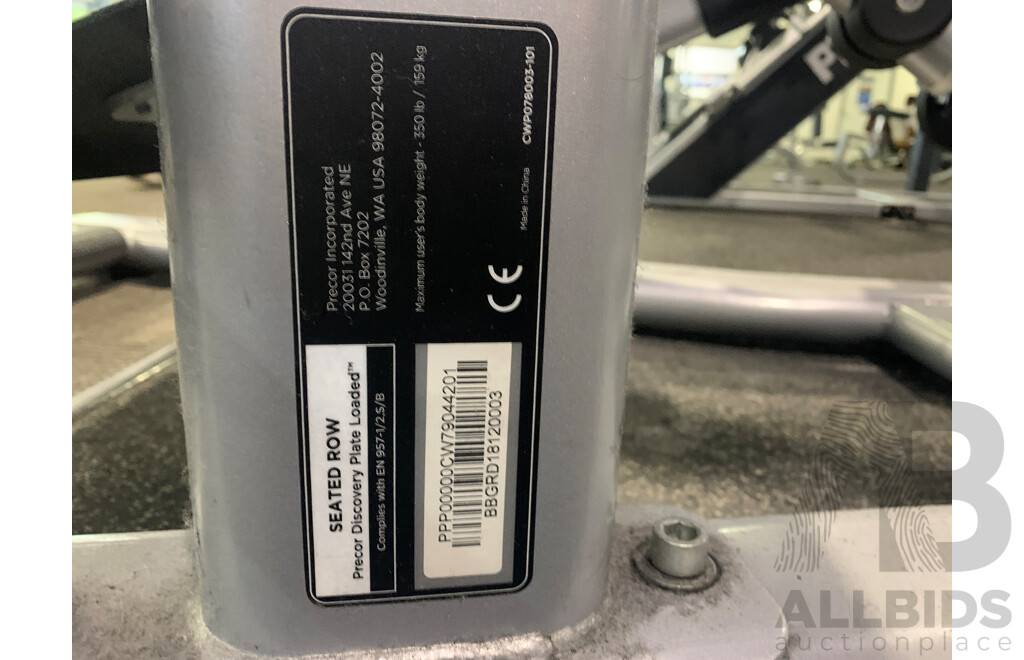 SEATED ROW
Precor Discovery Plate Loaded™
Complies with EN 957-1/2.S/B
PPP00000CW79044201
BBGRD18120003
Precor Incorporated
20031 142nd Ave NE
P.O. Box 7202
Woodinville, WA USA 98072-4002
Maximum user's body weight - 350 lb / 159 kg
CE
Made in China
CWP078003-101
B
ALLBIDS
auctionplace